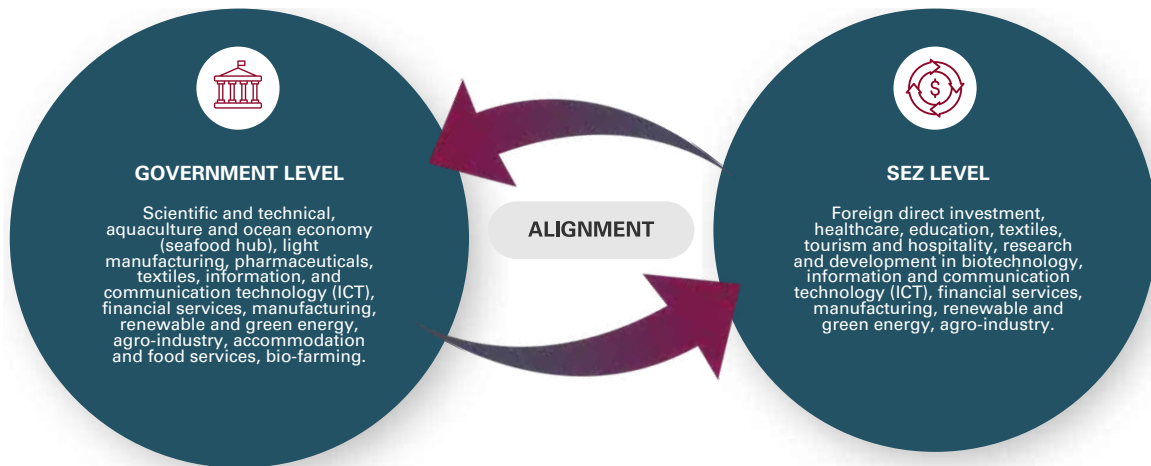 GOVERNMENT LEVEL
Scientific and technical,
aquaculture and ocean economy
(seafood hub), light
manufacturing, pharmaceuticals,
textiles, information, and
communication technology (ICT),
financial services, manufacturing,
renewable and green energy,
agro-industry, accommodation
and food services, bio-farming.
ALIGNMENT
SEZ LEVEL
Foreign direct investment,
healthcare, education, textiles,
tourism and hospitality, research
and development in biotechnology,
information and communication
technology (ICT), financial services,
manufacturing, renewable and
green energy, agro-industry.
$